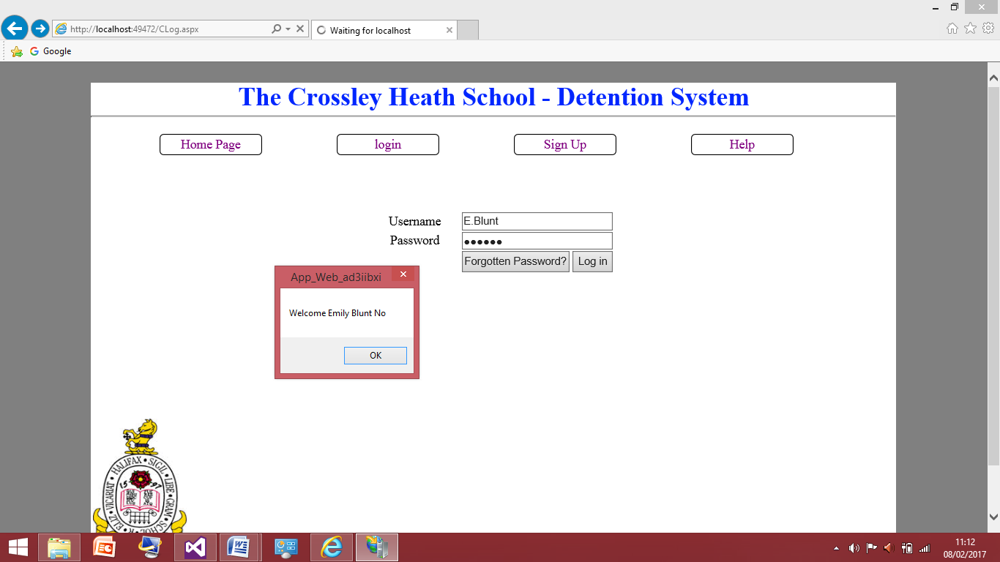 http://localhost:49472/CLog.aspx
Waiting for localhost
Google
The Crossley Heath School - Detention System
Home Page login Sign Up Help
Username E.Blunt
Password ●●●●●●
Forgotten Password? Log in
App_Web_ad3iibxi
Welcome Emily Blunt No
OK
HALIFAX • SIGIL • LIBE • GRAM • SCHOL • R • ELIZ • VICARIAT •
1597
11:12
08/02/2017